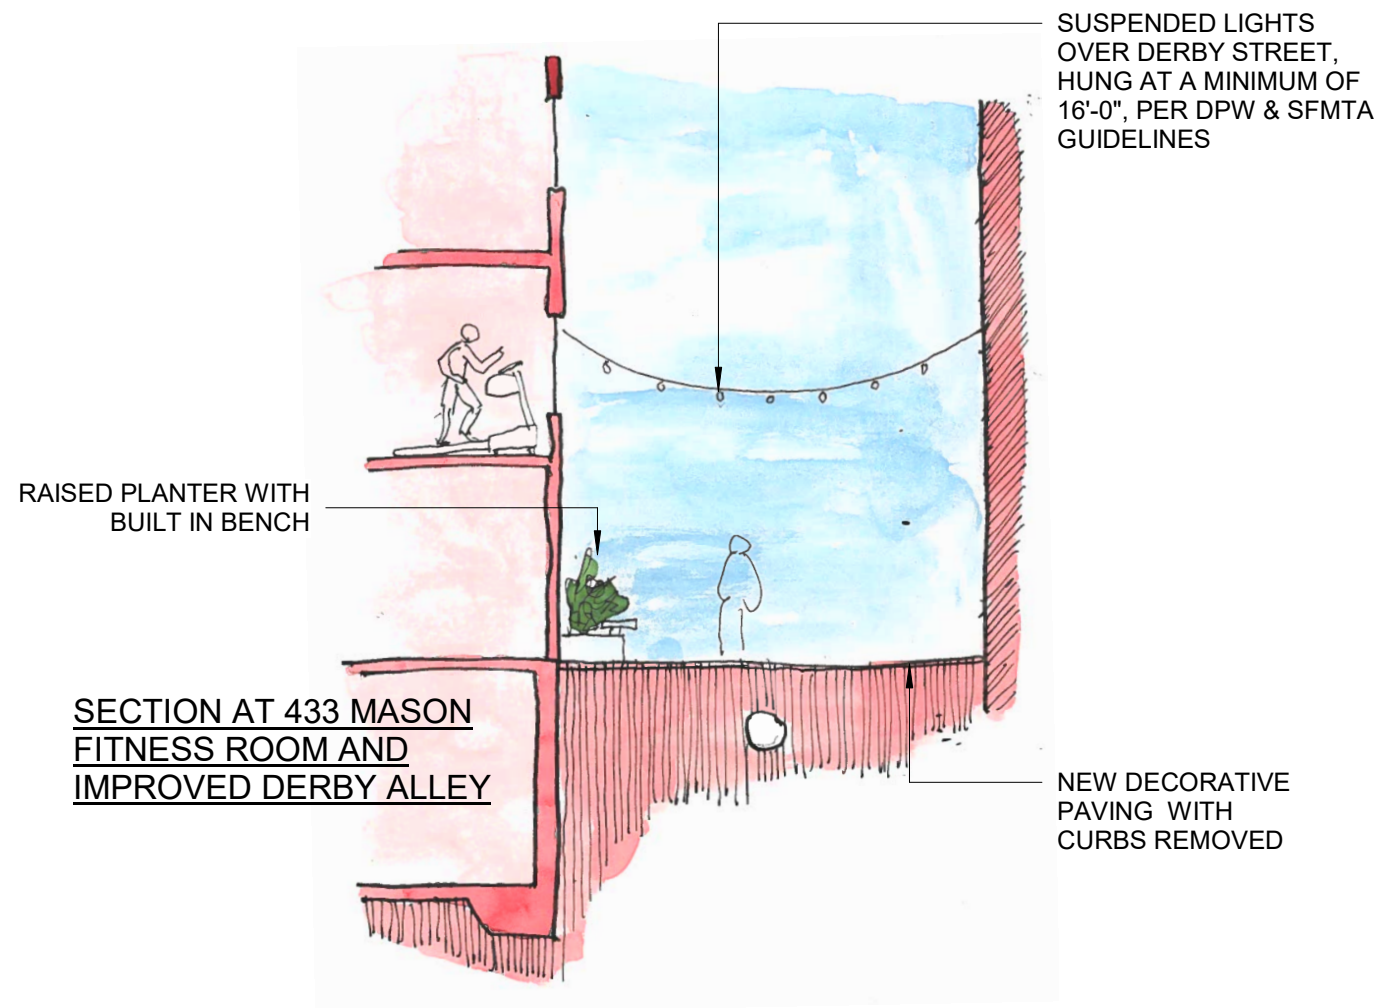 SUSPENDED LIGHTS
OVER DERBY STREET,
HUNG AT A MINIMUM OF
16'-0", PER DPW & SFMTA
GUIDELINES
RAISED PLANTER WITH
BUILT IN BENCH
SECTION AT 433 MASON
FITNESS ROOM AND
IMPROVED DERBY ALLEY
NEW DECORATIVE
PAVING WITH
CURBS REMOVED